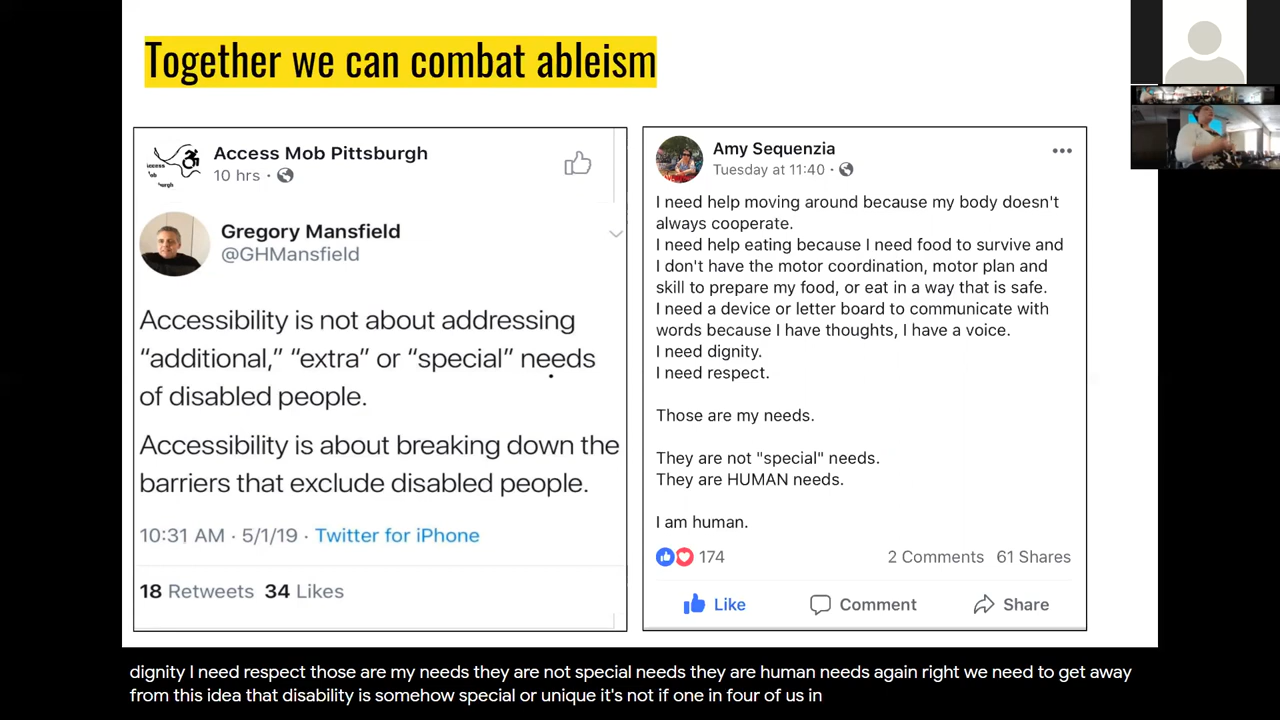 Together we can combat ableism
Access Mob Pittsburgh
10 hrs ·
Gregory Mansfield
@GHMansfield
Accessibility is not about addressing
“additional,” “extra” or “special” needs
of disabled people.
Accessibility is about breaking down the
barriers that exclude disabled people.
10:31 AM · 5/1/19 · Twitter for iPhone
18 Retweets 34 Likes
Amy Sequenzia
Tuesday at 11:40 ·
I need help moving around because my body doesn't
always cooperate.
I need help eating because I need food to survive and
I don't have the motor coordination, motor plan and
skill to prepare my food, or eat in a way that is safe.
I need a device or letter board to communicate with
words because I have thoughts, I have a voice.
I need dignity.
I need respect.
Those are my needs.
They are not "special" needs.
They are HUMAN needs.
I am human.
174 2 Comments 61 Shares
Like Comment Share
dignity I need respect those are my needs they are not special needs they are human needs again right we need to get away
from this idea that disability is somehow special or unique it's not if one in four of us in